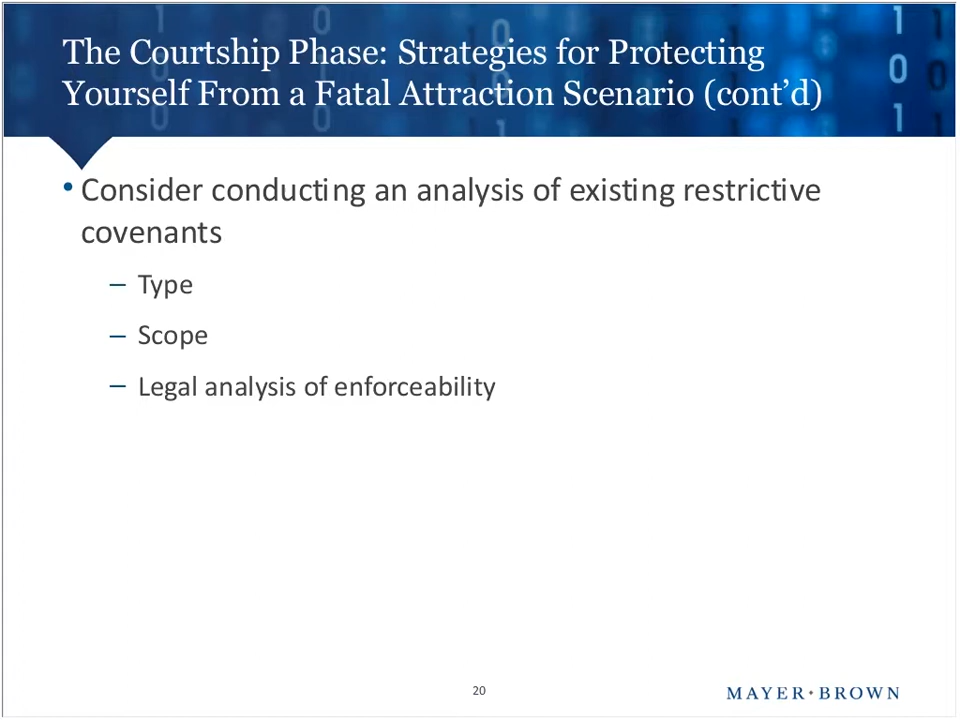 The Courtship Phase: Strategies for Protecting
Yourself From a Fatal Attraction Scenario (cont’d)
• Consider conducting an analysis of existing restrictive
covenants
– Type
– Scope
– Legal analysis of enforceability
20
MAYER•BROWN